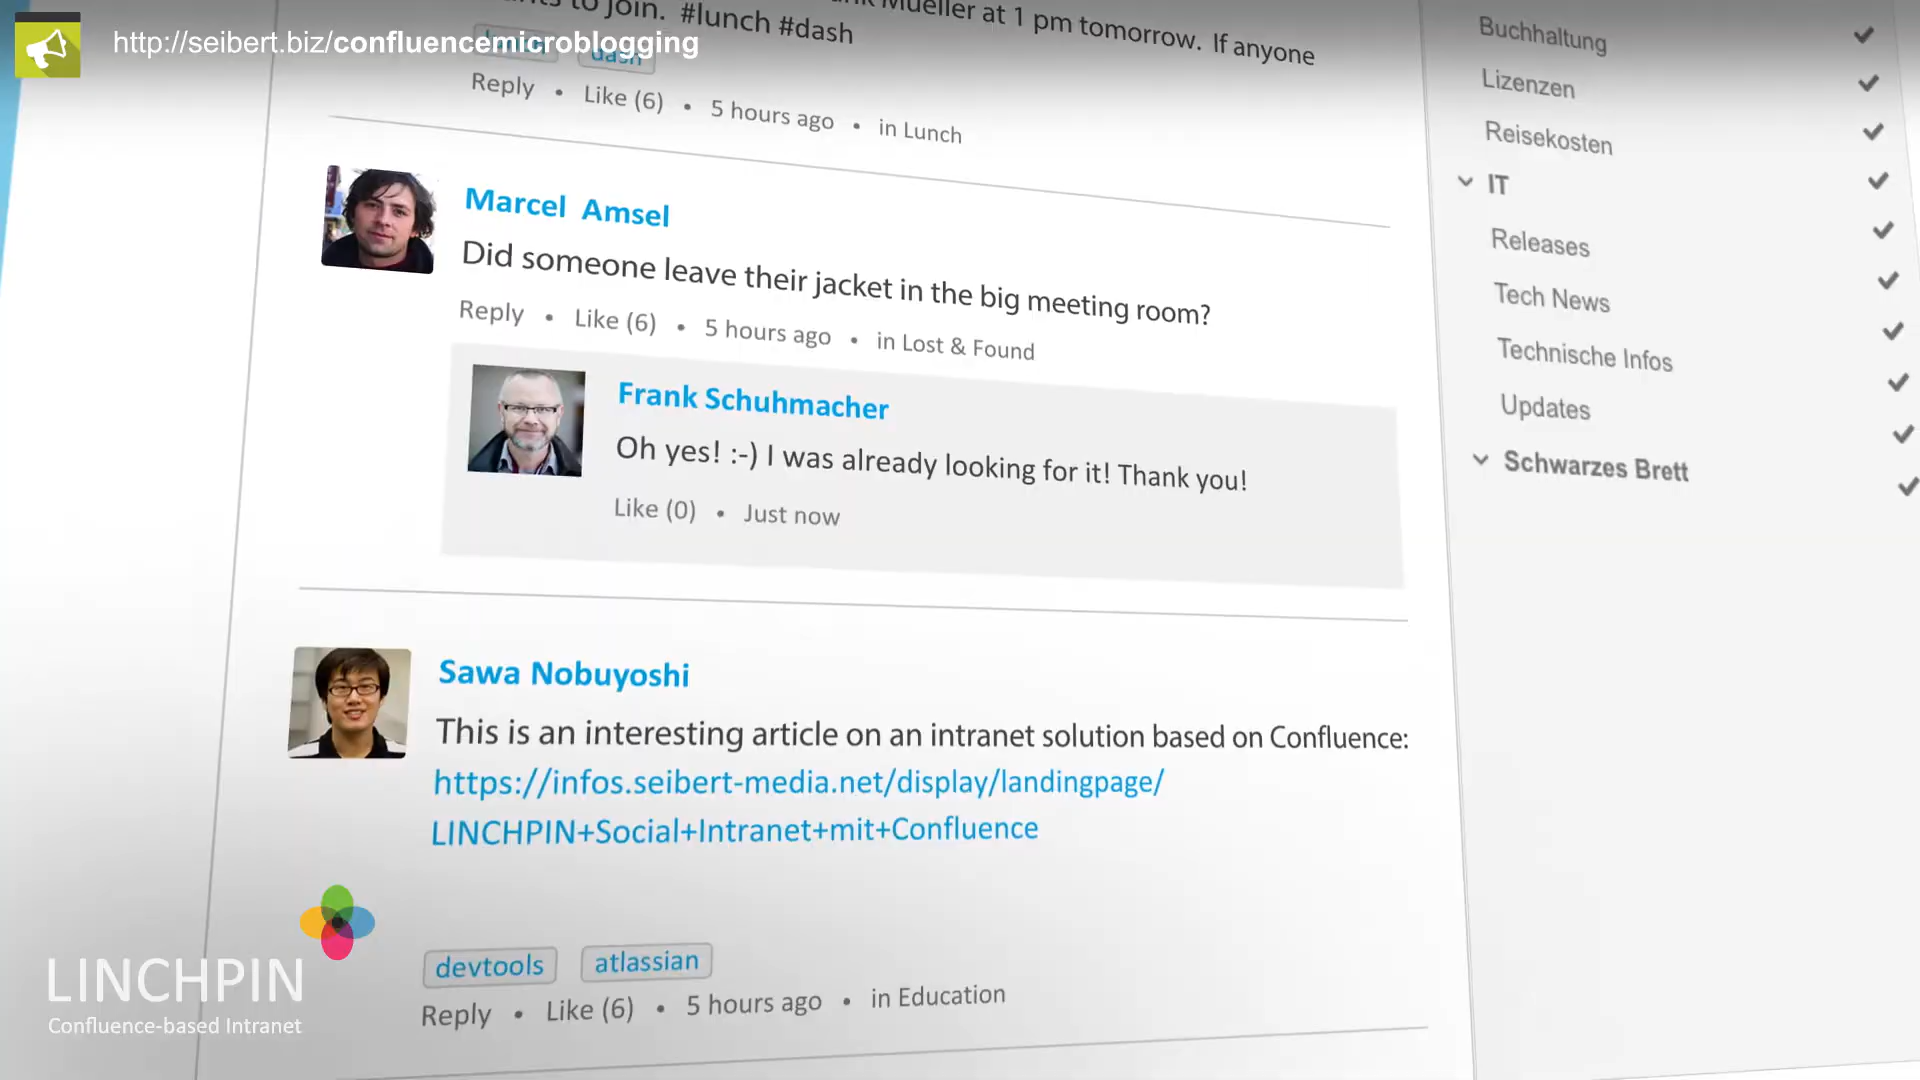 http://seibert.biz/confluencemicroblogging
Mueller at 1 pm tomorrow. If anyone
to join. #lunch #dash
dash
Reply • Like (6) • 5 hours ago • in Lunch
Marcel Amsel
Did someone leave their jacket in the big meeting room?
Reply • Like (6) • 5 hours ago • in Lost & Found
Frank Schuhmacher
Oh yes! :-) I was already looking for it! Thank you!
Like (0) • Just now
Sawa Nobuyoshi
This is an interesting article on an intranet solution based on Confluence:
https://infos.seibert-media.net/display/landingpage/
LINCHPIN+Social+Intranet+mit+Confluence
devtools atlassian
Reply • Like (6) • 5 hours ago • in Education
Buchhaltung
Lizenzen
Reisekosten
IT
Releases
Tech News
Technische Infos
Updates
Schwarzes Brett
LINCHPIN
Confluence-based Intranet